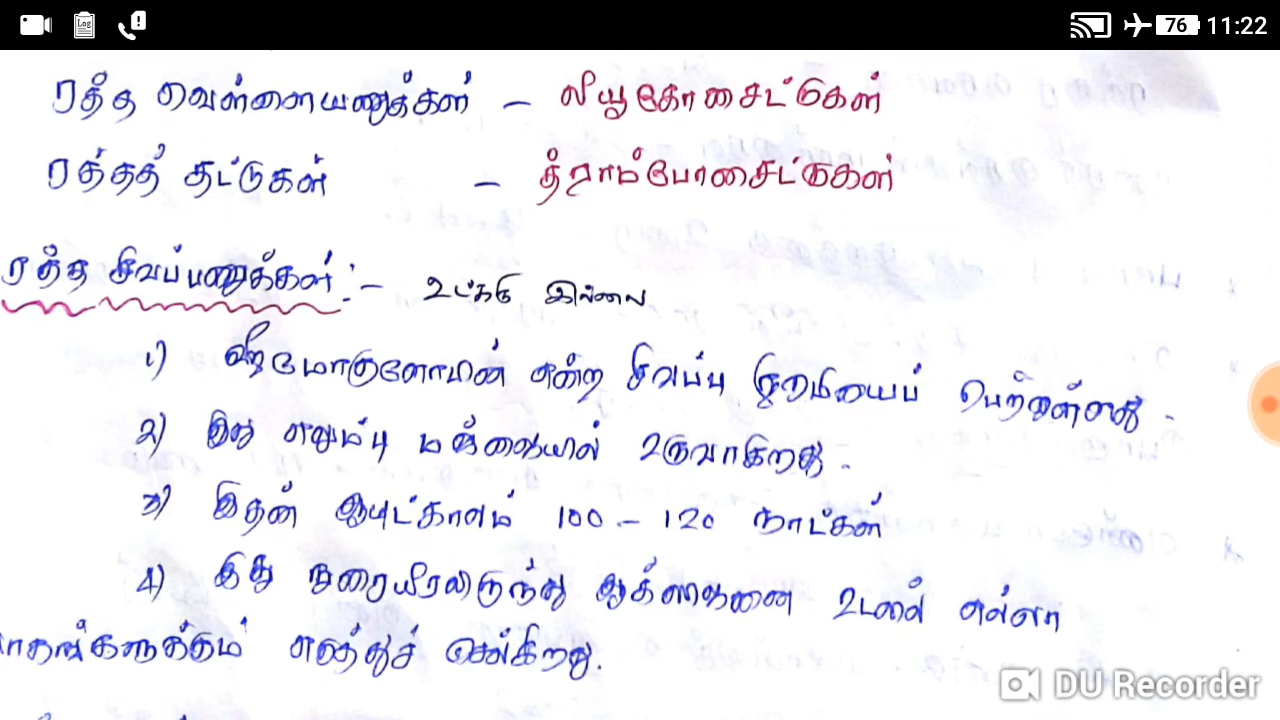 76 11:22
ரத்த வெள்ளையணுக்கள் - லியூகோசைட்டுகள்
ரத்தத் தட்டுகள் - த்ராம்போசைட்டுகள்
ரத்த சிவப்பணுக்கள் :- உட்கரு இல்லை
1) ஹீமோகுளோபின் என்ற சிவப்பு நிறமியைப் பெற்றுள்ளது.
2) இது எலும்பு மஜ்ஜையில் உருவாகிறது.
3) இதன் ஆயுட்காலம் 100 - 120 நாட்கள்
4) இது நுரையீரலிருந்து ஆக்ஸிஜனை உடலை எல்லா
பாகங்களுக்கும் எடுத்துச் செல்கிறது.
DU Recorder